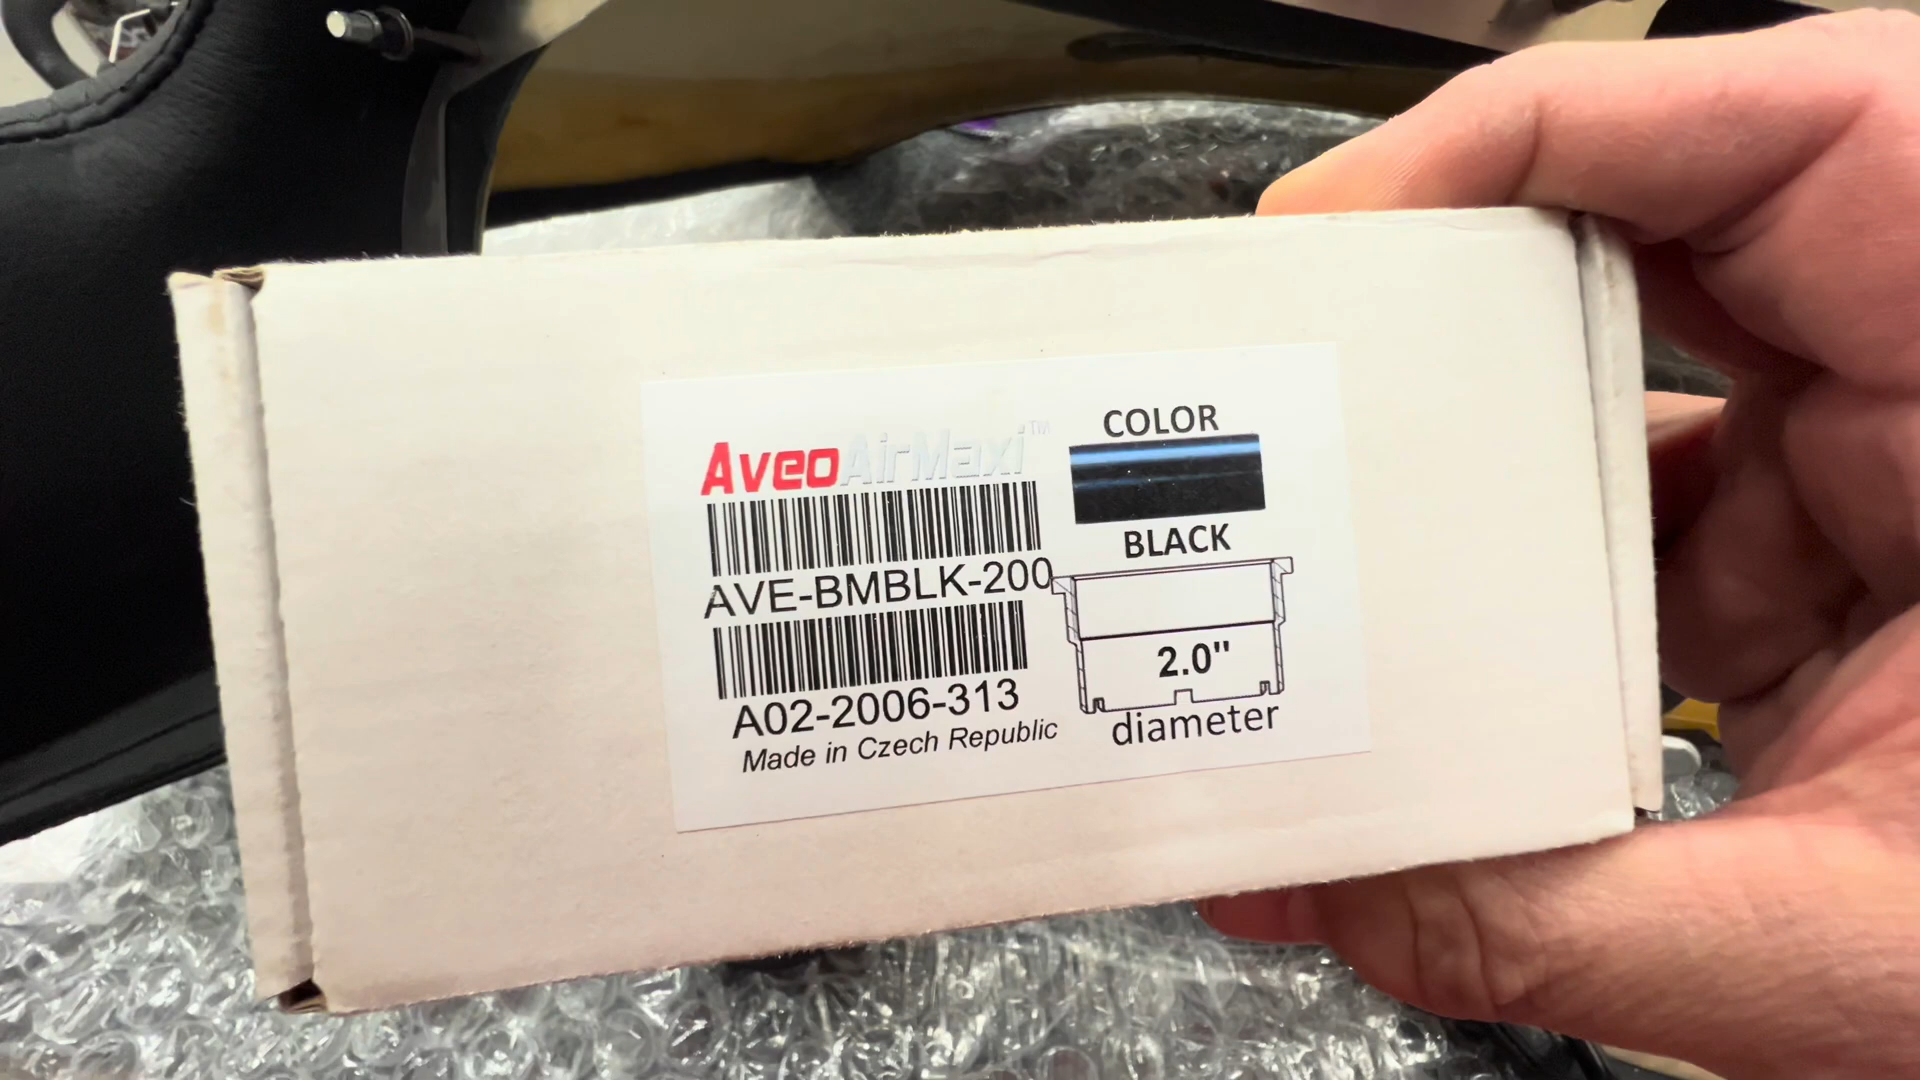 AveoAirMaxi™
AVE-BMBLK-200
A02-2006-313
Made in Czech Republic
COLOR
BLACK
2.0"
diameter